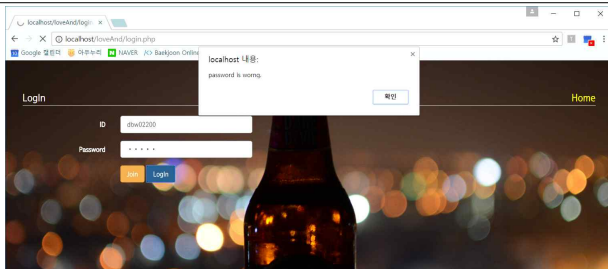 localhost/loveAnd/login
localhost/loveAnd/login.php
Google 캘린더 아주누리 NAVER </> Baekjoon Online
localhost 내용:
password is worng.
확인
LogIn
Home
ID
dbw02200
Password
Join
LogIn